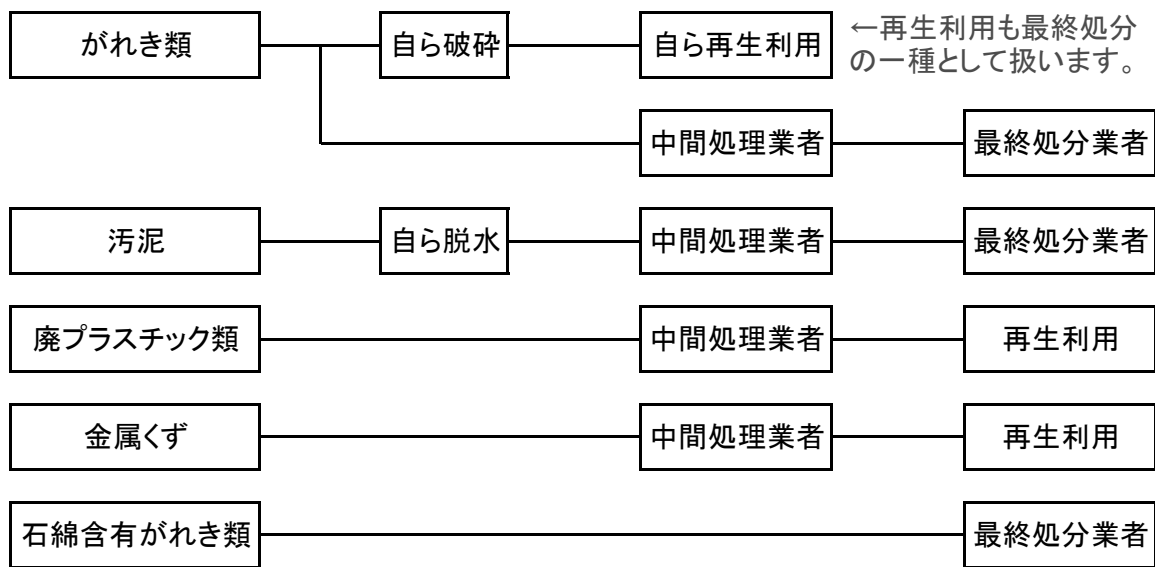 がれき類 自ら破砕 自ら再生利用 ←再生利用も最終処分
の一種として扱います。
中間処理業者 最終処分業者
汚泥 自ら脱水 中間処理業者 最終処分業者
廃プラスチック類 中間処理業者 再生利用
金属くず 中間処理業者 再生利用
石綿含有がれき類 最終処分業者